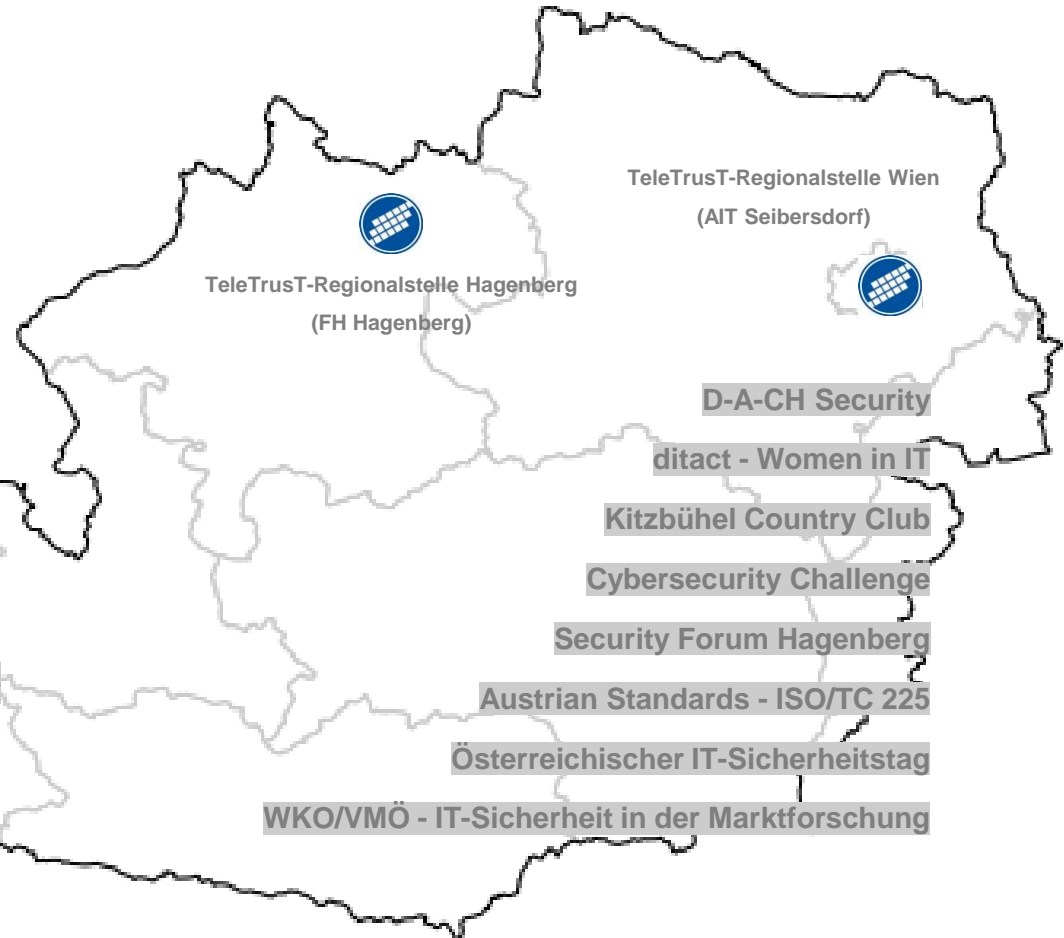 TeleTrusT-Regionalstelle Wien
(AIT Seibersdorf)
TeleTrusT-Regionalstelle Hagenberg
(FH Hagenberg)
D-A-CH Security
ditact - Women in IT
Kitzbühel Country Club
Cybersecurity Challenge
Security Forum Hagenberg
Austrian Standards - ISO/TC 225
Österreichischer IT-Sicherheitstag
WKO/VMÖ - IT-Sicherheit in der Marktforschung